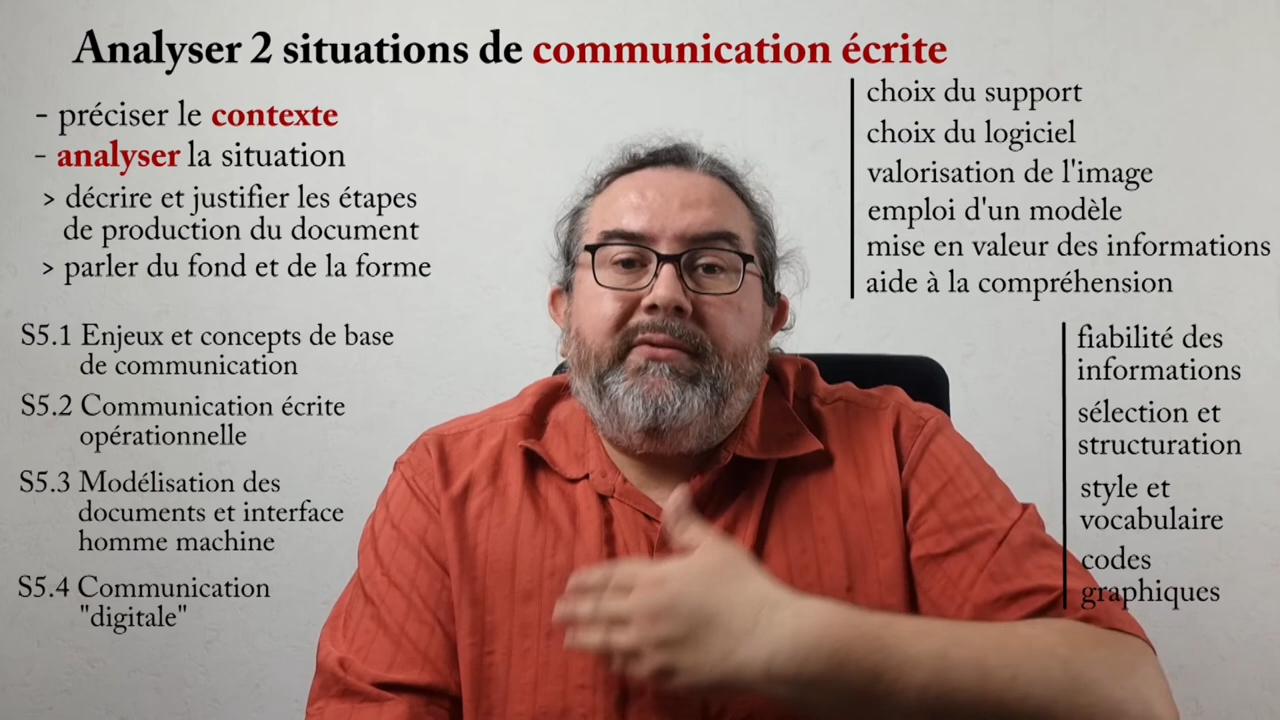 Analyser 2 situations de communication écrite
- préciser le contexte
- analyser la situation
> décrire et justifier les étapes
de production du document
> parler du fond et de la forme
S5.1 Enjeux et concepts de base
de communication
S5.2 Communication écrite
opérationnelle
S5.3 Modélisation des
documents et interface
homme machine
S5.4 Communication
"digitale"
choix du support
choix du logiciel
valorisation de l'image
emploi d'un modèle
mise en valeur des informations
aide à la compréhension
fiabilité des
informations
sélection et
structuration
style et
vocabulaire
codes
graphiques